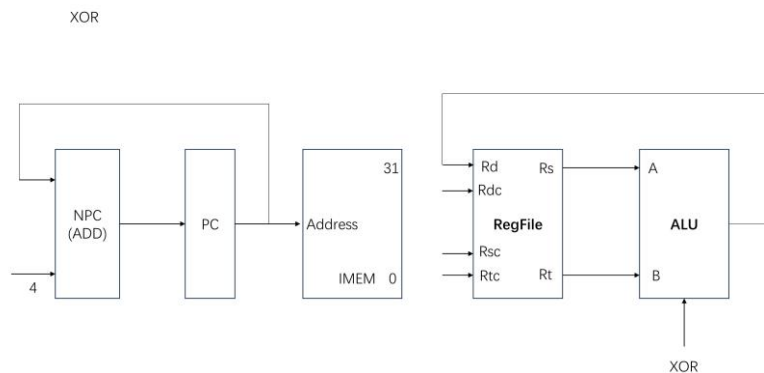 XOR
NPC
(ADD)
4
PC
31
Address
IMEM 0
Rd
Rdc
Rs
RegFile
Rsc
Rtc
Rt
A
ALU
B
XOR